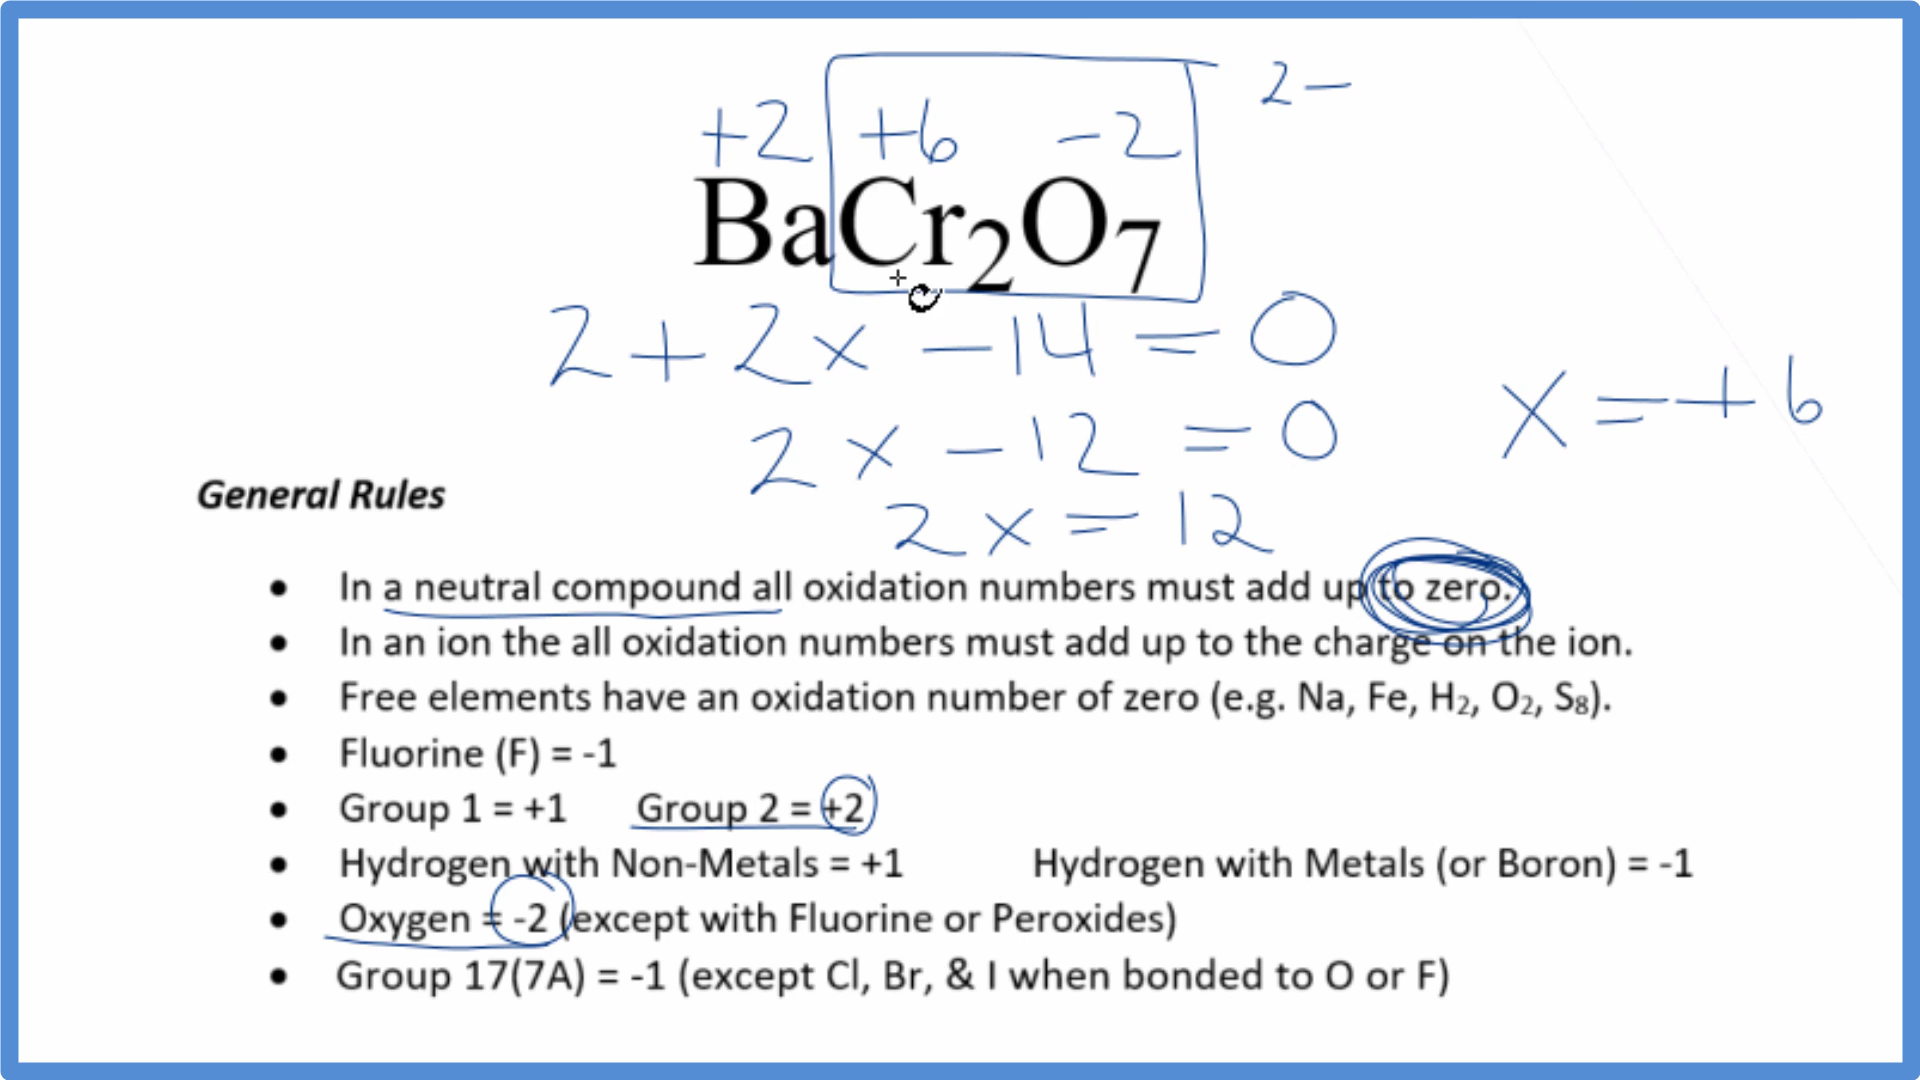 2-
+2 +6 -2
BaCr₂O₇
2+2x-14=0
x=+6
2x-12=0
2x=12
General Rules
• In a neutral compound all oxidation numbers must add up to zero.
• In an ion the all oxidation numbers must add up to the charge on the ion.
• Free elements have an oxidation number of zero (e.g. Na, Fe, H₂, O₂, S₈).
• Fluorine (F) = -1
• Group 1 = +1 Group 2 = +2
• Hydrogen with Non-Metals = +1 Hydrogen with Metals (or Boron) = -1
• Oxygen = -2 (except with Fluorine or Peroxides)
• Group 17(7A) = -1 (except Cl, Br, & I when bonded to O or F)